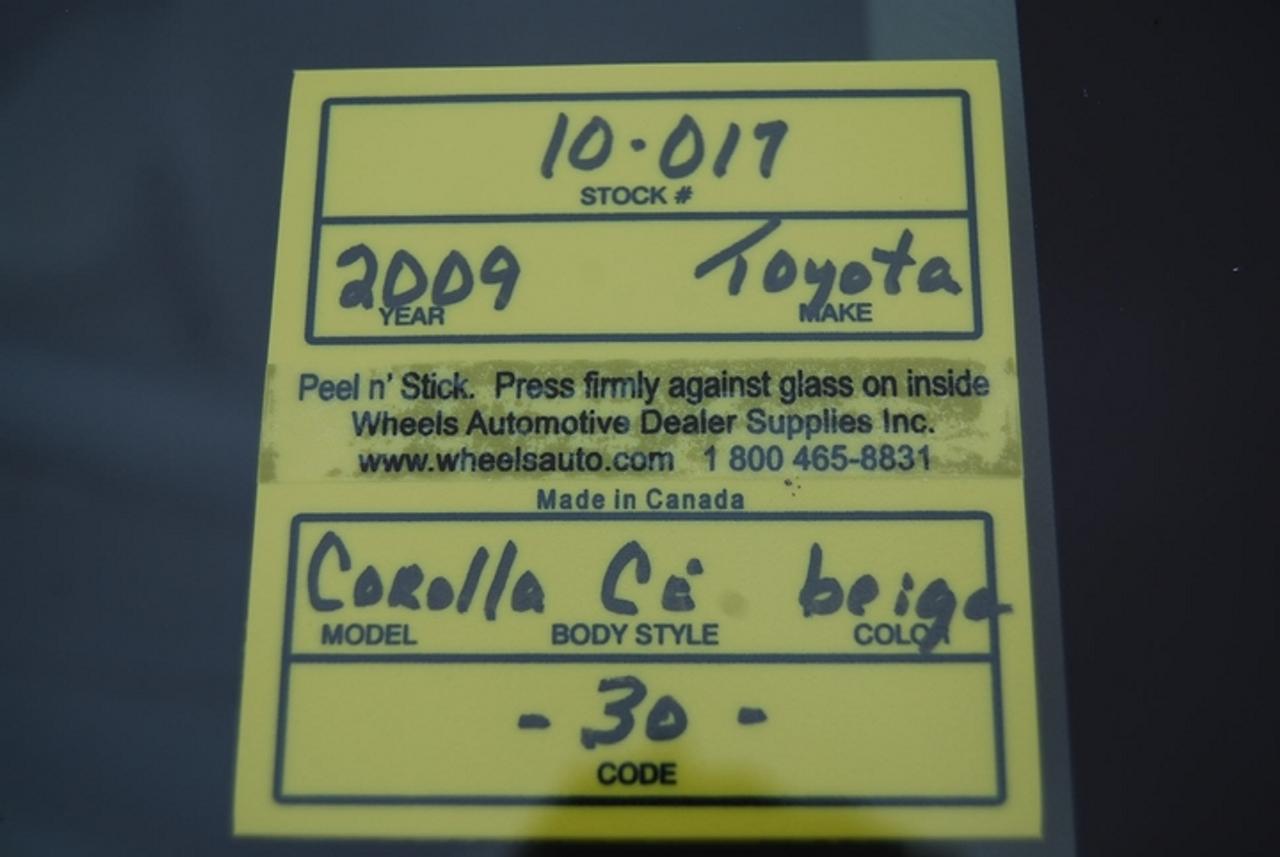 10-017
STOCK #
2009 Toyota
YEAR MAKE
Peel n' Stick. Press firmly against glass on inside
Wheels Automotive Dealer Supplies Inc.
www.wheelsauto.com 1 800 465-8831
Made in Canada
Corolla CE beige
MODEL BODY STYLE COLOR
- 30 -
CODE